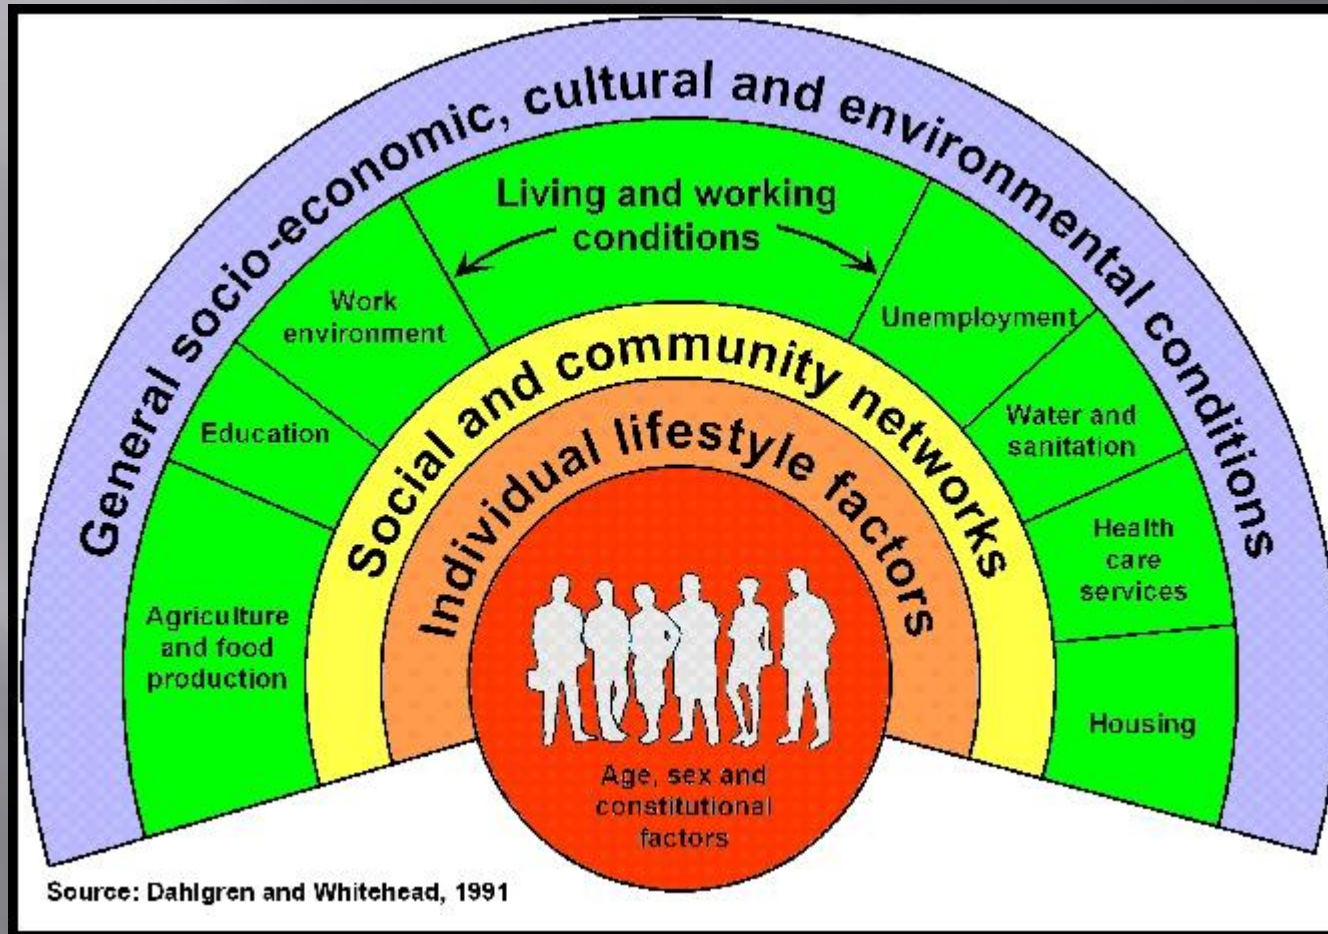 General socio-economic, cultural and environmental conditions
Living and working
conditions
Work
environment
Unemployment
Education
Water and
sanitation
Agriculture
and food
production
Health
care
services
Housing
Social and community networks
Individual lifestyle factors
Age, sex and
constitutional
factors
Source: Dahlgren and Whitehead, 1991